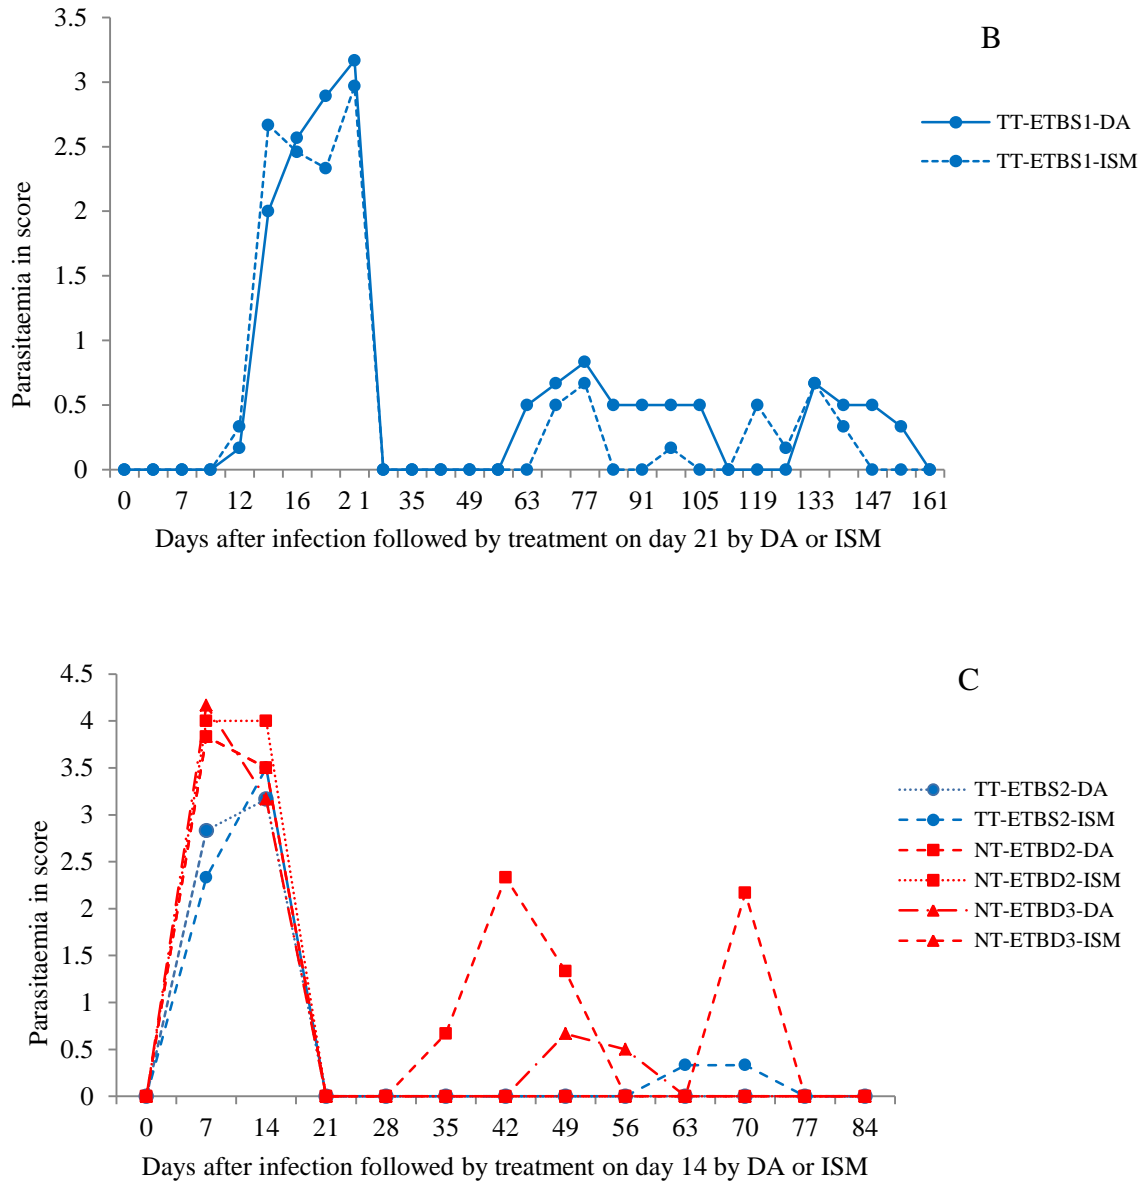 3.5
3
2.5
2
1.5
1
0.5
0
Parasitaemia in score
B
TT-ETBS1-DA
TT-ETBS1-ISM
0 7 12 16 2 1 35 49 63 77 91 105 119 133 147 161
Days after infection followed by treatment on day 21 by DA or ISM
4.5
4
3.5
3
2.5
2
1.5
1
0.5
0
Parasitaemia in score
C
TT-ETBS2-DA
TT-ETBS2-ISM
NT-ETBD2-DA
NT-ETBD2-ISM
NT-ETBD3-DA
NT-ETBD3-ISM
0 7 14 21 28 35 42 49 56 63 70 77 84
Days after infection followed by treatment on day 14 by DA or ISM